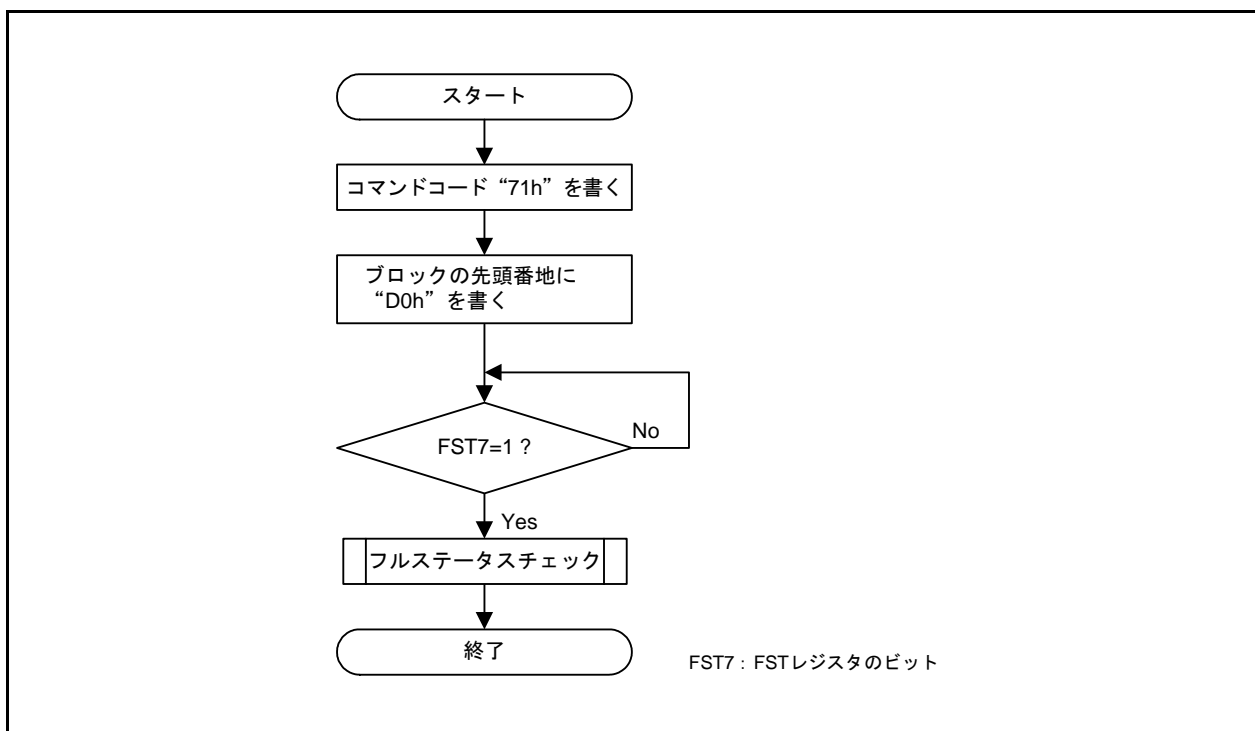 スタート
コマンドコード“71h”を書く
ブロックの先頭番地に
“D0h”を書く
FST7=1 ?
No
Yes
フルステータスチェック
終了
FST7 : FSTレジスタのビット